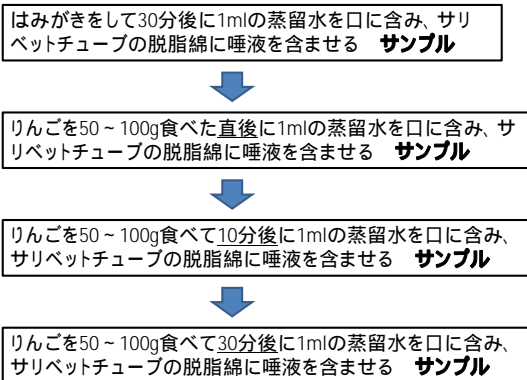 はみがきをして30分後に1mlの蒸留水を口に含み、サリ
ベットチューブの脱脂綿に唾液を含ませる　サンプル
りんごを50～100g食べた直後に1mlの蒸留水を口に含み、サ
リベットチューブの脱脂綿に唾液を含ませる　サンプル
りんごを50～100g食べて10分後に1mlの蒸留水を口に含み、
サリベットチューブの脱脂綿に唾液を含ませる　サンプル
りんごを50～100g食べて30分後に1mlの蒸留水を口に含み、
サリベットチューブの脱脂綿に唾液を含ませる　サンプル